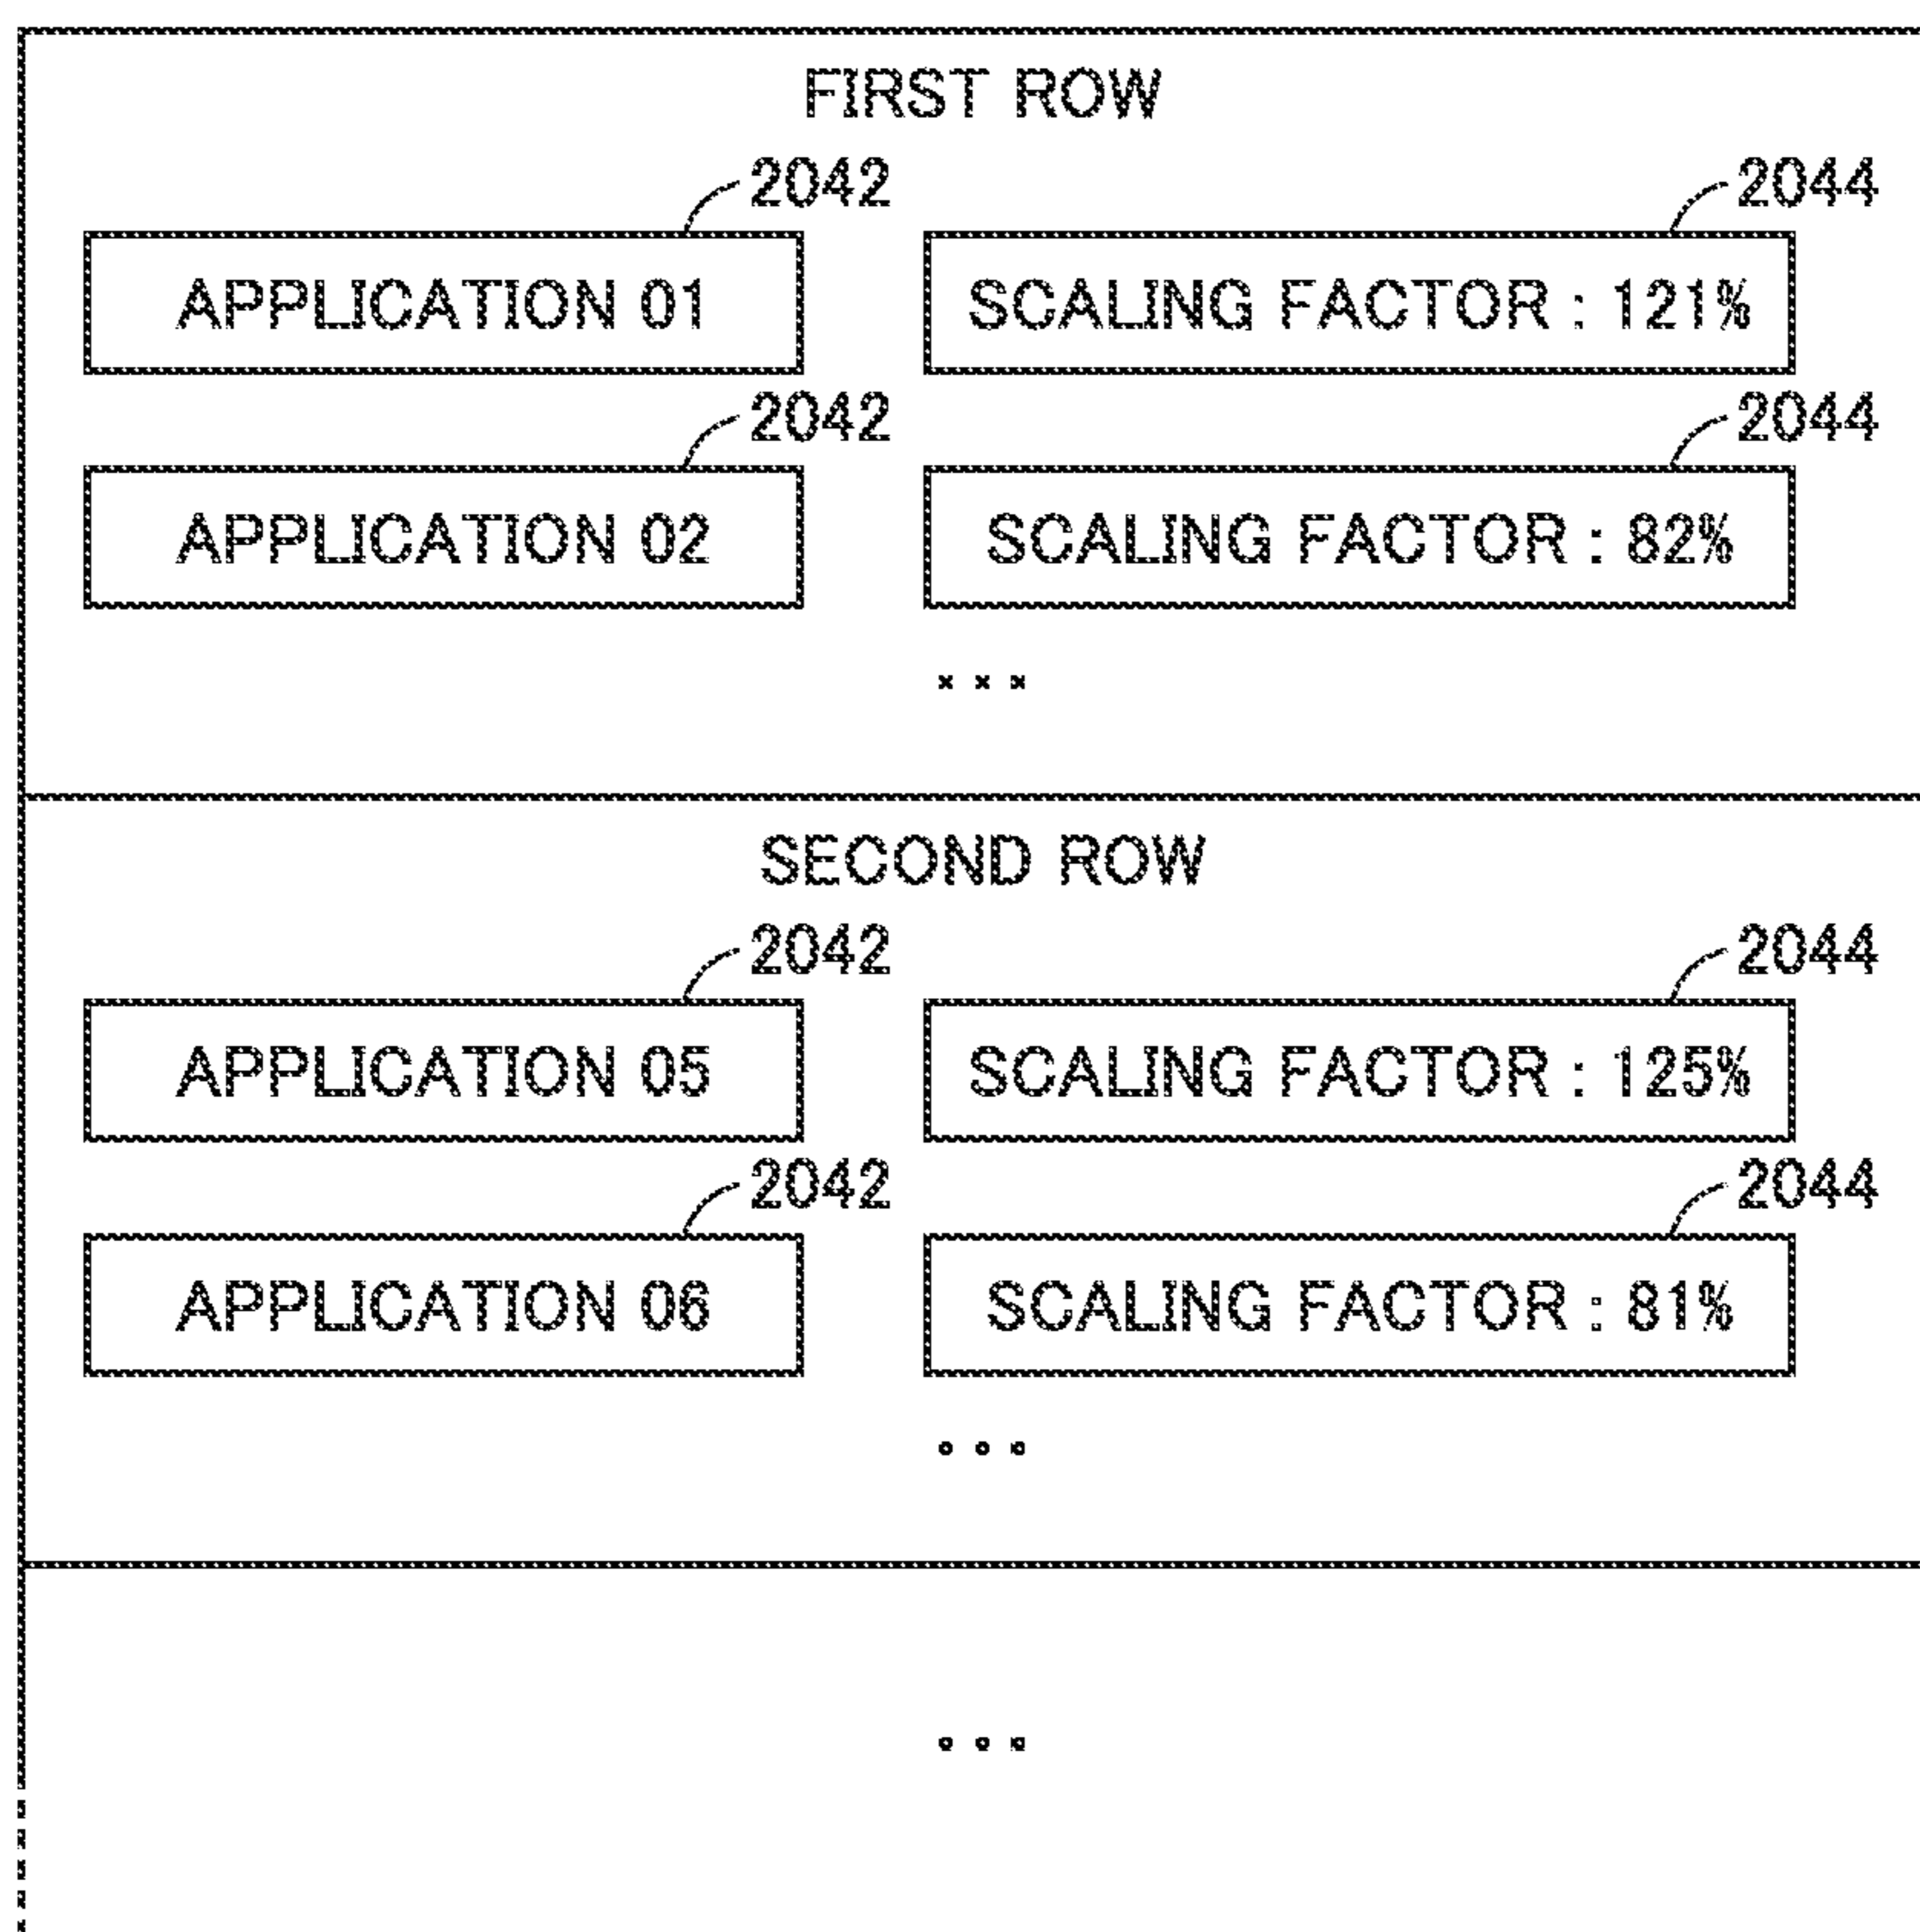 FIRST ROW
2042 2044
APPLICATION 01 SCALING FACTOR : 121%
2042 2044
APPLICATION 02 SCALING FACTOR : 82%
...
SECOND ROW
2042 2044
APPLICATION 05 SCALING FACTOR : 125%
2042 2044
APPLICATION 06 SCALING FACTOR : 81%
...
...